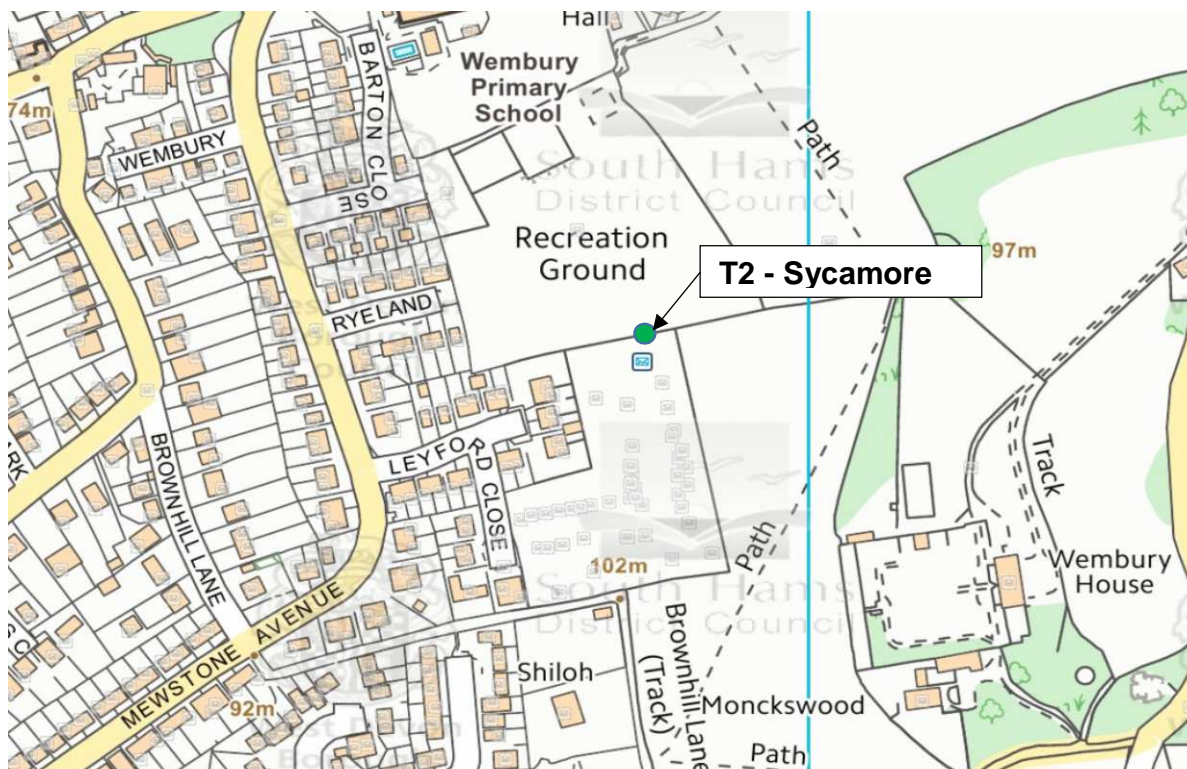 Hall
BARTON CLOSE
Wembury
Primary
School
74m
WEMBURY
Path
South Hams
District Council
Recreation
Ground
T2 - Sycamore
97m
RYELAND
LEYFORD CLOSE
BROWNHILL LANE
Track
Wembury
House
102m
South Hams
District Council
Path
MEWSTONE AVENUE
Shiloh
Brownhill Lane
(Track)
92m
Monckswood
Path